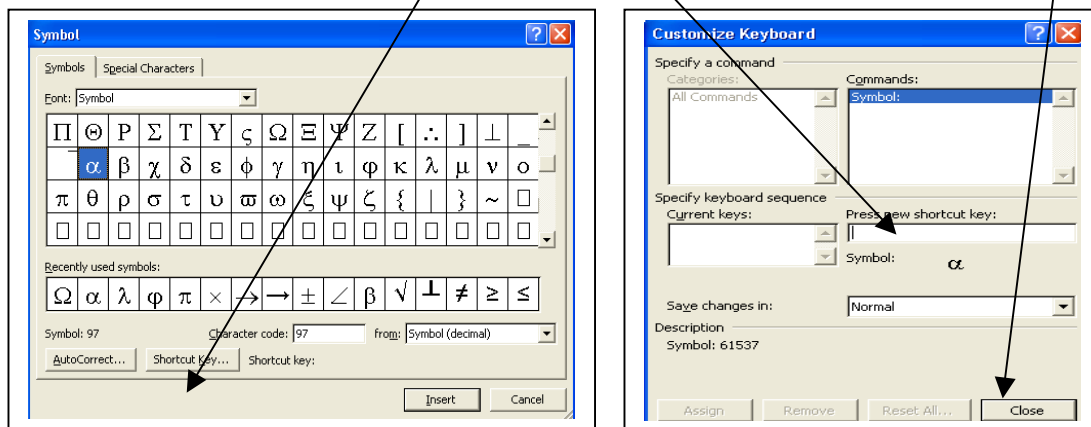 Symbol
Symbols Special Characters
Font: Symbol
Π Θ Ρ Σ Τ Υ ς Ω Ξ Ψ Ζ [ ∴ ] ⊥ _
α β χ δ ε φ γ η ι φ κ λ μ ν ο
π θ ρ σ τ υ ϖ ω ξ ψ ζ { | } ~
Recently used symbols:
Ω α λ φ π × → → ± ∠ β √ ┴ ≠ ≥ ≤
Symbol: 97 Character code: 97 from: Symbol (decimal)
AutoCorrect... Shortcut Key... Shortcut key:
Insert Cancel
Customize Keyboard
Specify a command
Categories: Commands:
All Commands Symbol:
Specify keyboard sequence
Current keys: Press new shortcut key:
Symbol: α
Save changes in: Normal
Description
Symbol: 61537
Assign Remove Reset All... Close